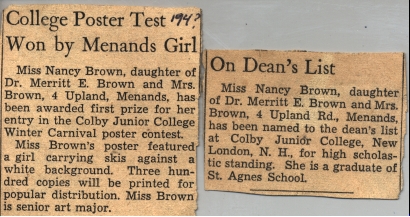 College Poster Test 194?
Won by Menands Girl
Miss Nancy Brown, daughter of
Dr. Merritt E. Brown and Mrs.
Brown, 4 Upland, Menands, has
been awarded first prize for her
entry in the Colby Junior College
Winter Carnival poster contest.
Miss Brown's poster featured
a girl carrying skis against a
white background. Three hun-
dred copies will be printed for
popular distribution. Miss Brown
is senior art major.
On Dean's List
Miss Nancy Brown, daughter
of Dr. Merritt E. Brown and Mrs.
Brown, 4 Upland Rd., Menands,
has been named to the dean's list
at Colby Junior College, New
London, N. H., for high scholas-
tic standing. She is a graduate of
St. Agnes School.